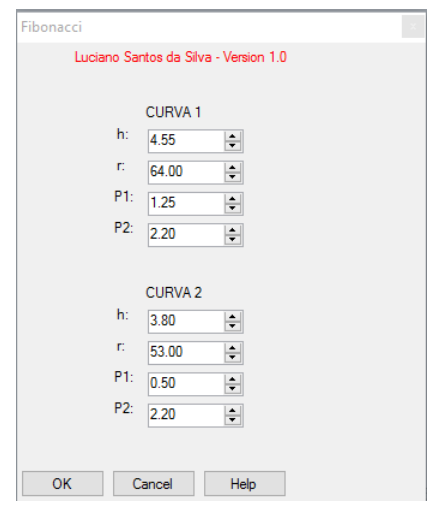 Fibonacci
Luciano Santos da Silva - Version 1.0
CURVA 1
h: 4.55
r: 64.00
P1: 1.25
P2: 2.20
CURVA 2
h: 3.80
r: 53.00
P1: 0.50
P2: 2.20
OK Cancel Help